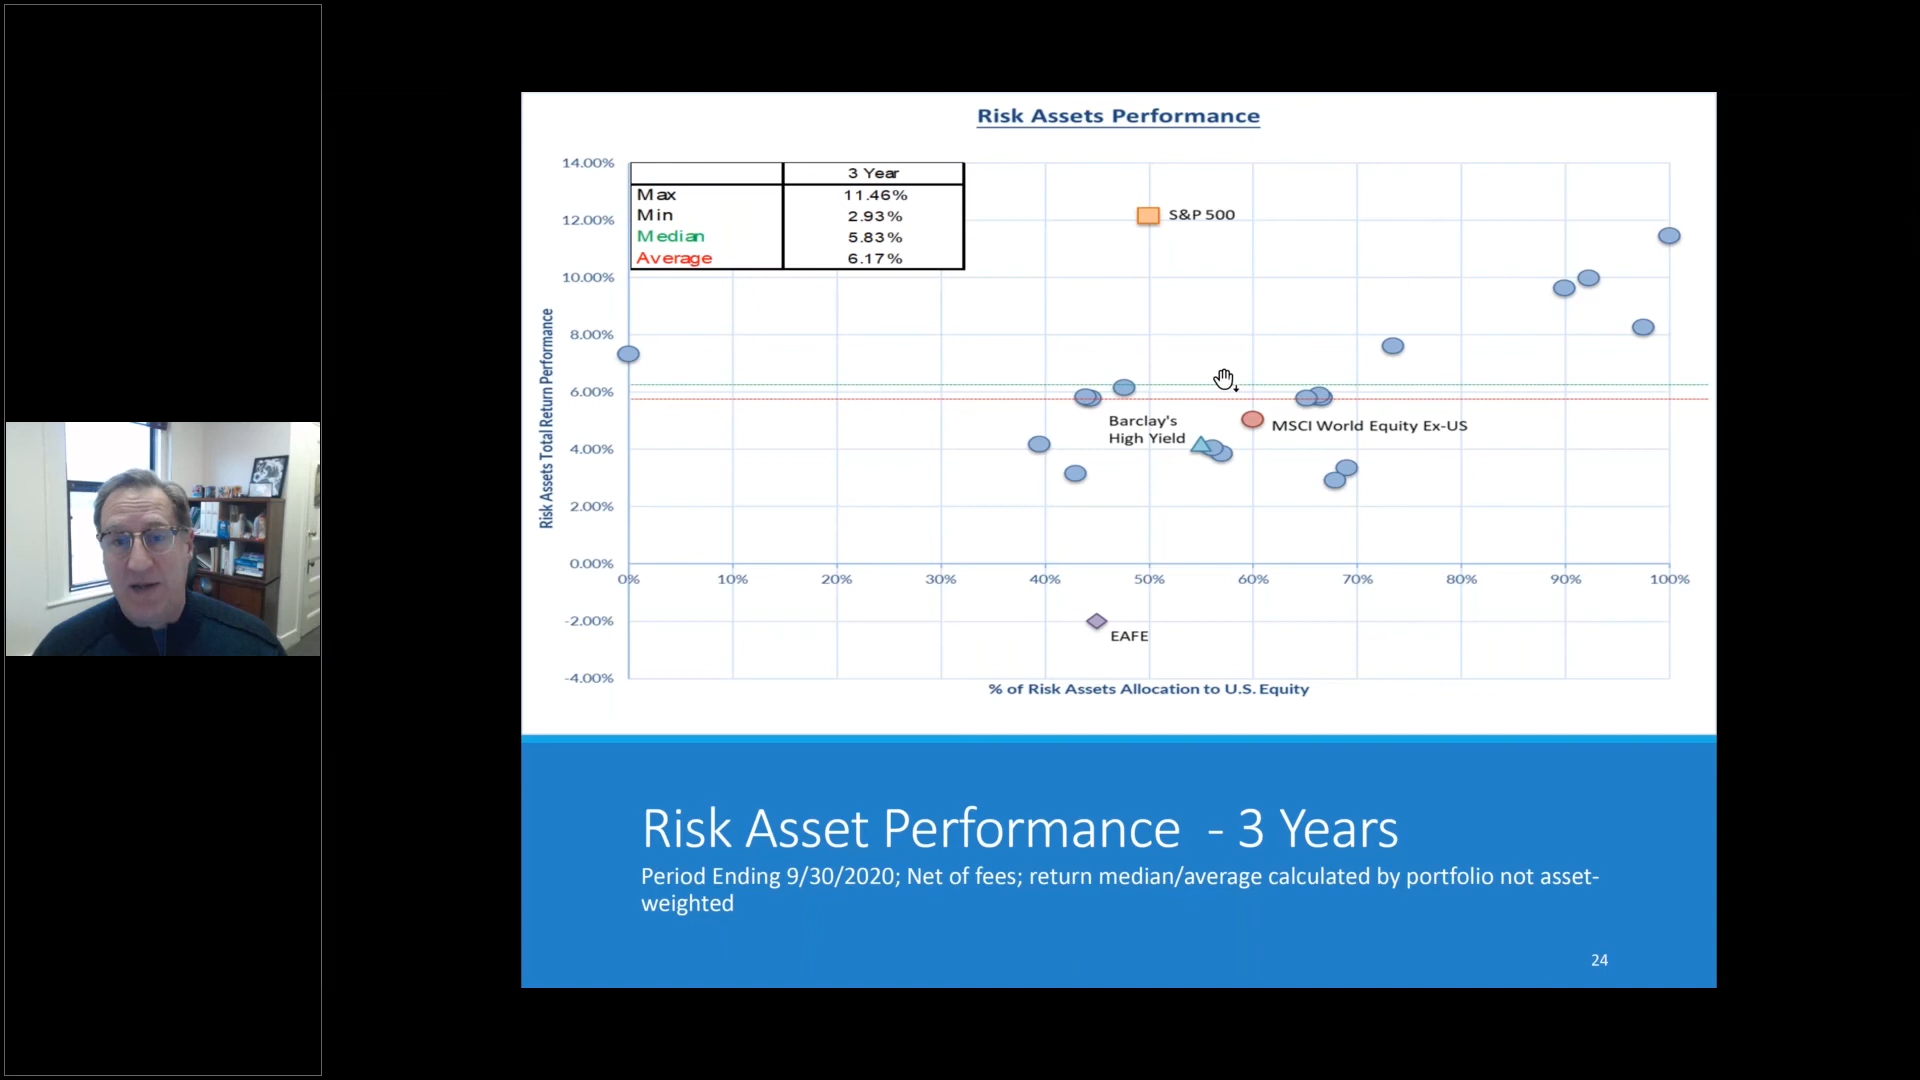 Risk Assets Performance
3 Year
Max 11.46%
Min 2.93%
Median 5.83%
Average 6.17%
Risk Assets Total Return Performance
14.00%
12.00%
10.00%
8.00%
6.00%
4.00%
2.00%
0.00%
-2.00%
-4.00%
S&P 500
Barclay's
High Yield
MSCI World Equity Ex-US
EAFE
0% 10% 20% 30% 40% 50% 60% 70% 80% 90% 100%
% of Risk Assets Allocation to U.S. Equity
Risk Asset Performance - 3 Years
Period Ending 9/30/2020; Net of fees; return median/average calculated by portfolio not asset-
weighted
24